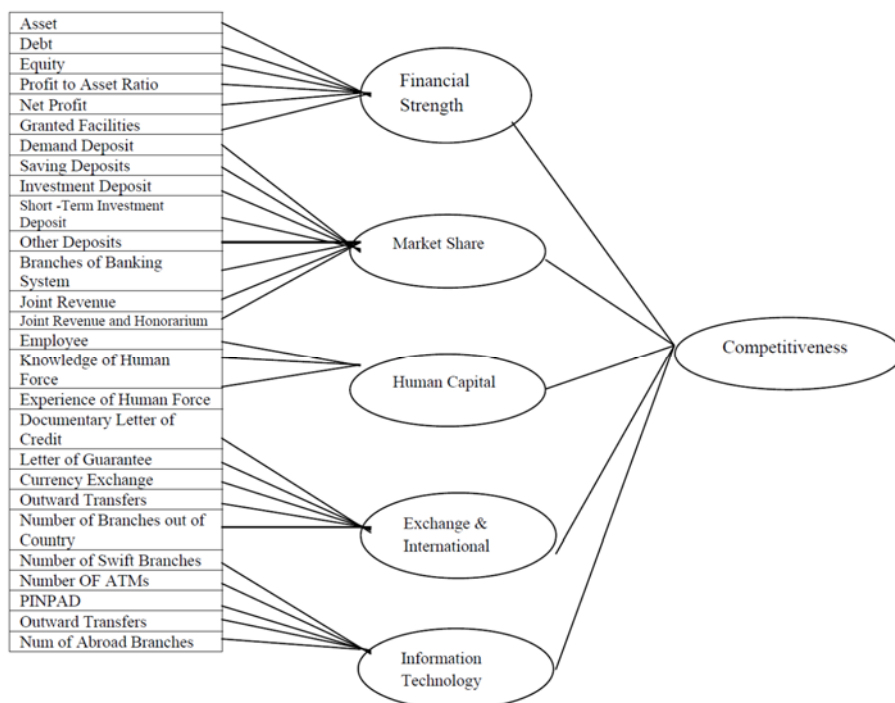 Asset
Debt
Equity
Profit to Asset Ratio
Net Profit
Granted Facilities
Demand Deposit
Saving Deposits
Investment Deposit
Short -Term Investment
Deposit
Other Deposits
Branches of Banking
System
Joint Revenue
Joint Revenue and Honorarium
Employee
Knowledge of Human
Force
Experience of Human Force
Documentary Letter of
Credit
Letter of Guarantee
Currency Exchange
Outward Transfers
Number of Branches out of
Country
Number of Swift Branches
Number OF ATMs
PINPAD
Outward Transfers
Num of Abroad Branches
Financial
Strength
Market Share
Human Capital
Exchange &
International
Information
Technology
Competitiveness